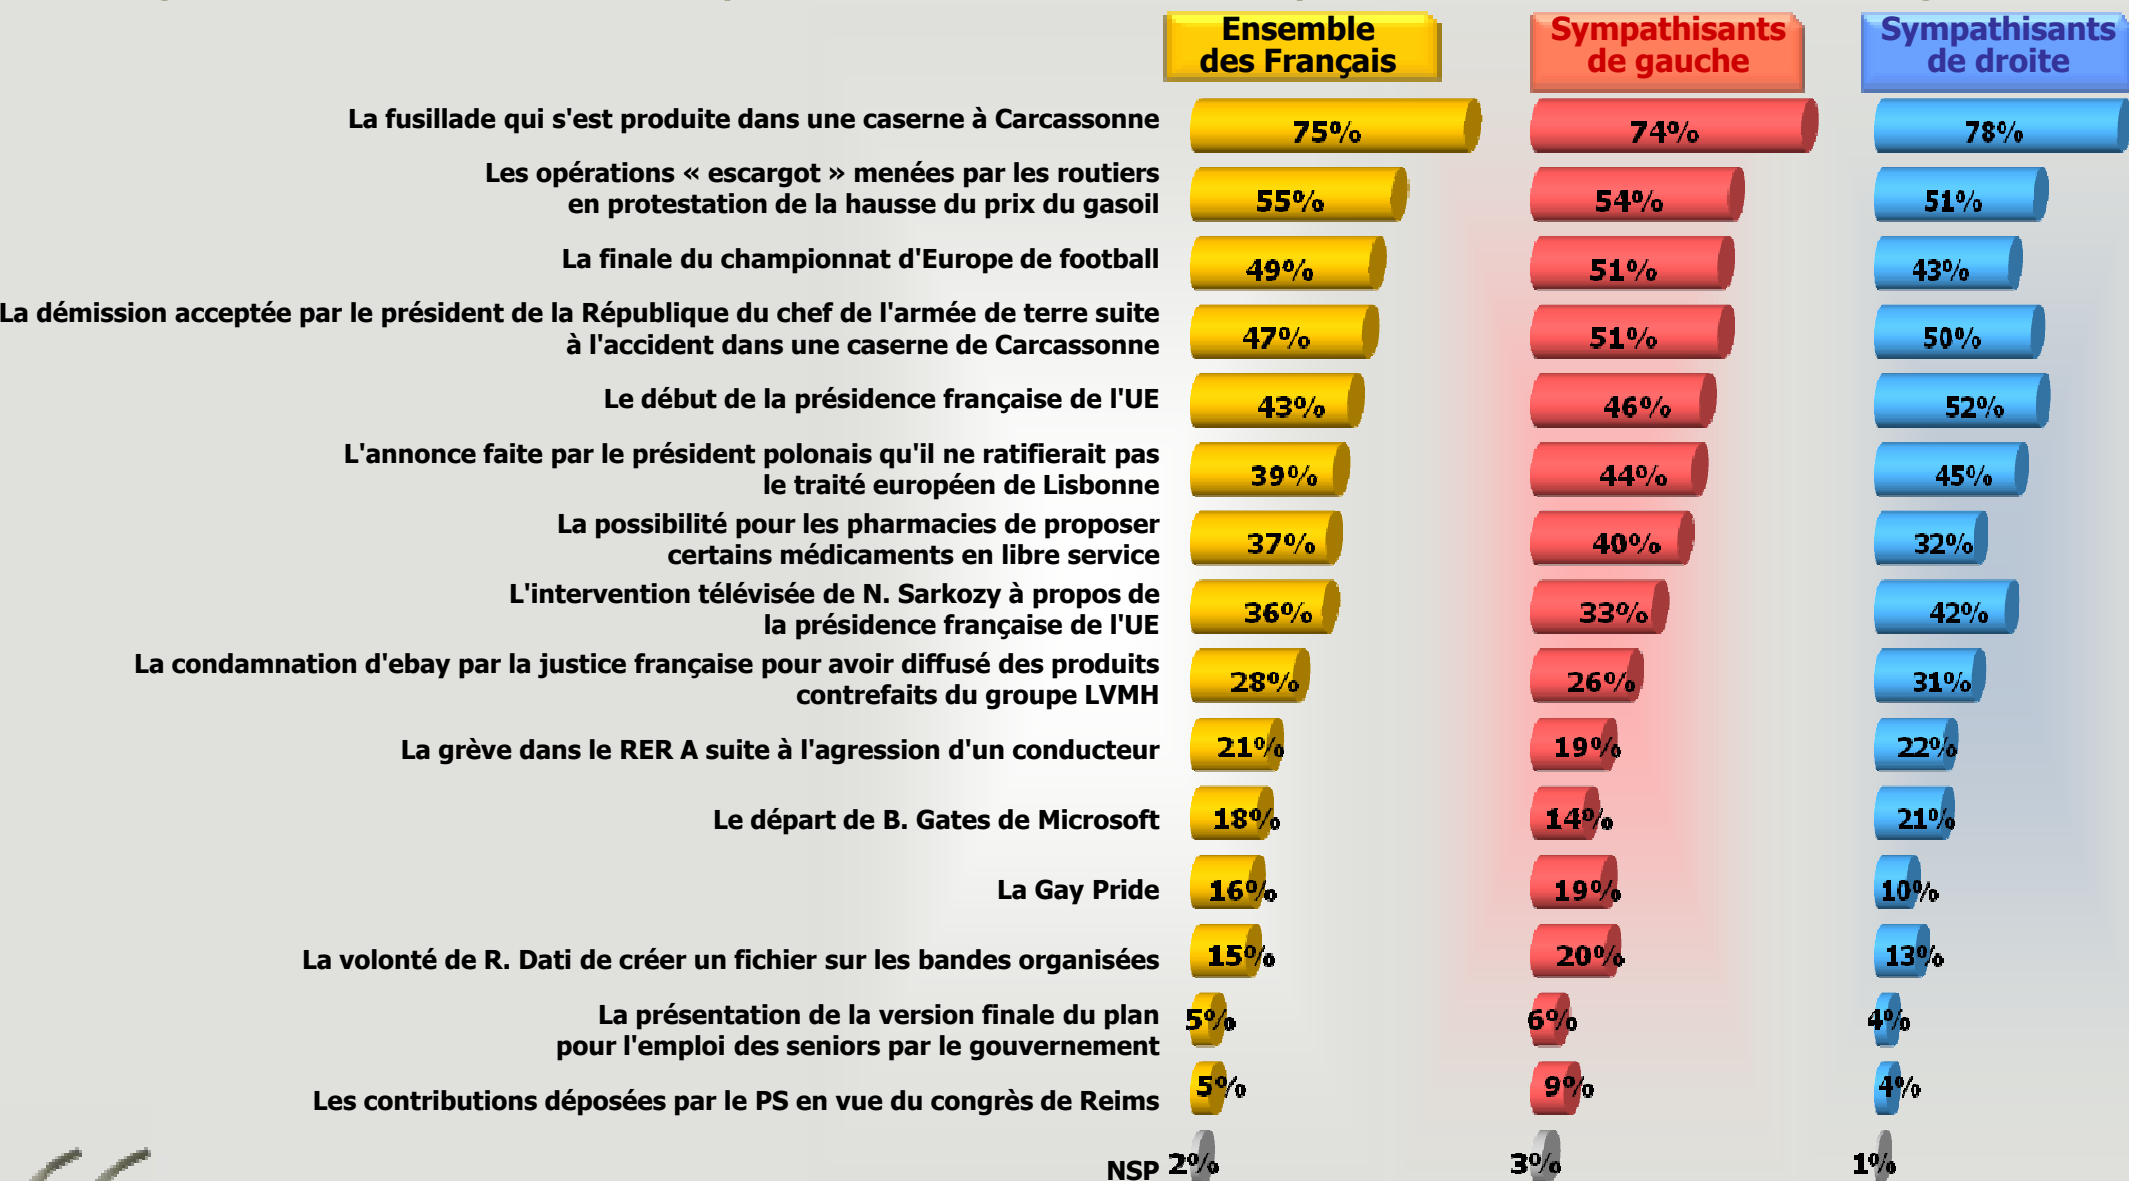 Ensemble
des Français
Sympathisants
de gauche
Sympathisants
de droite
La fusillade qui s'est produite dans une caserne à Carcassonne
75%
74%
78%
Les opérations « escargot » menées par les routiers
en protestation de la hausse du prix du gasoil
55%
54%
51%
La finale du championnat d'Europe de football
49%
51%
43%
La démission acceptée par le président de la République du chef de l'armée de terre suite
à l'accident dans une caserne de Carcassonne
47%
51%
50%
Le début de la présidence française de l'UE
43%
46%
52%
L'annonce faite par le président polonais qu'il ne ratifierait pas
le traité européen de Lisbonne
39%
44%
45%
La possibilité pour les pharmacies de proposer
certains médicaments en libre service
37%
40%
32%
L'intervention télévisée de N. Sarkozy à propos de
la présidence française de l'UE
36%
33%
42%
La condamnation d'ebay par la justice française pour avoir diffusé des produits
contrefaits du groupe LVMH
28%
26%
31%
La grève dans le RER A suite à l'agression d'un conducteur
21%
19%
22%
Le départ de B. Gates de Microsoft
18%
14%
21%
La Gay Pride
16%
19%
10%
La volonté de R. Dati de créer un fichier sur les bandes organisées
15%
20%
13%
La présentation de la version finale du plan
pour l'emploi des seniors par le gouvernement
5%
6%
4%
Les contributions déposées par le PS en vue du congrès de Reims
5%
9%
4%
NSP
2%
3%
1%